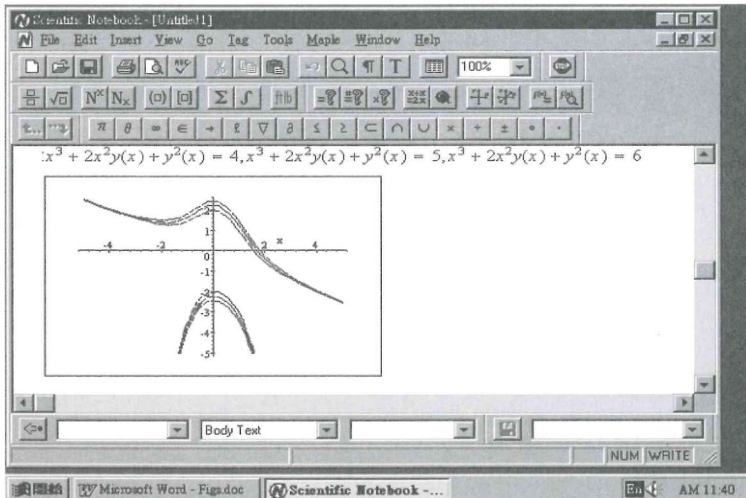 Scientific Notebook - [Untitled1]
File Edit Insert View Go Tag Tools Maple Window Help
100%
x³ + 2x²y(x) + y²(x) = 4, x³ + 2x²y(x) + y²(x) = 5, x³ + 2x²y(x) + y²(x) = 6
2
1
-4 -2 0 2 x 4
-1
-2
-3
-4
-5
Body Text
NUM WRITE
開始 Microsoft Word - Figs.doc Scientific Notebook -... En AM 11:40